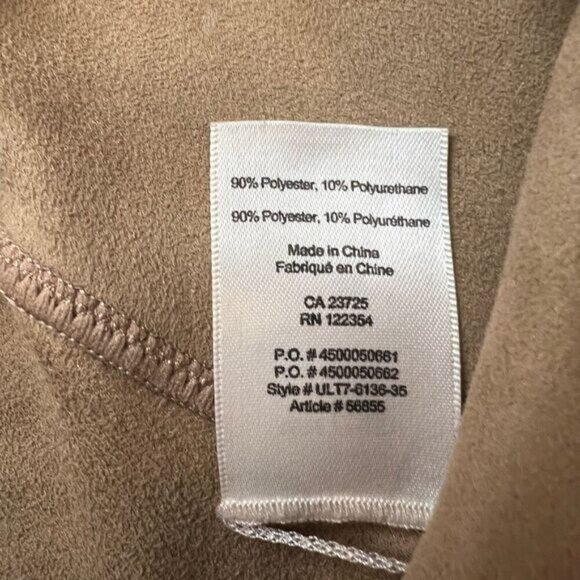 90% Polyester, 10% Polyurethane
90% Polyester, 10% Polyuréthane
Made in China
Fabriqué en Chine
CA 23725
RN 122354
P.O. # 4500050661
P.O. # 4500050662
Style # ULT7-6136-35
Article # 56855